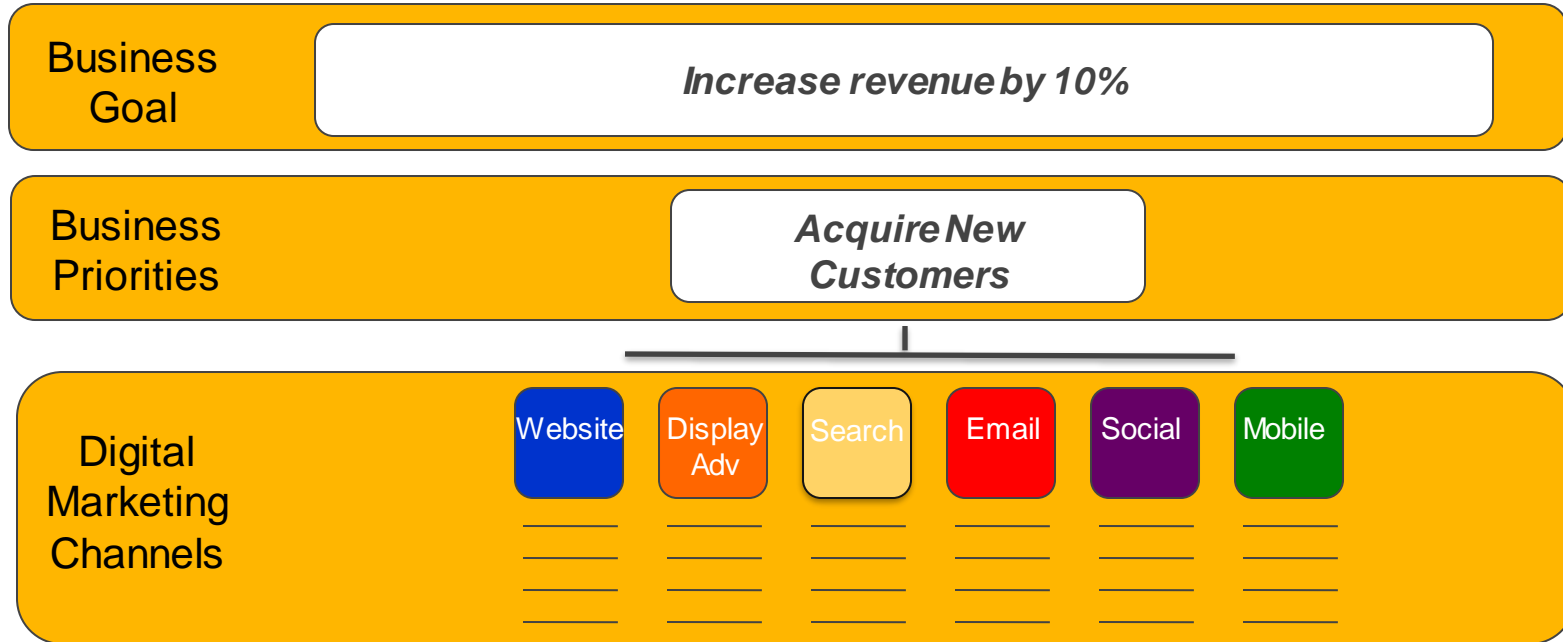 Business
Goal
Increase revenue by 10%
Business
Priorities
Acquire New
Customers
Digital
Marketing
Channels
Website
Display
Adv
Search
Email
Social
Mobile